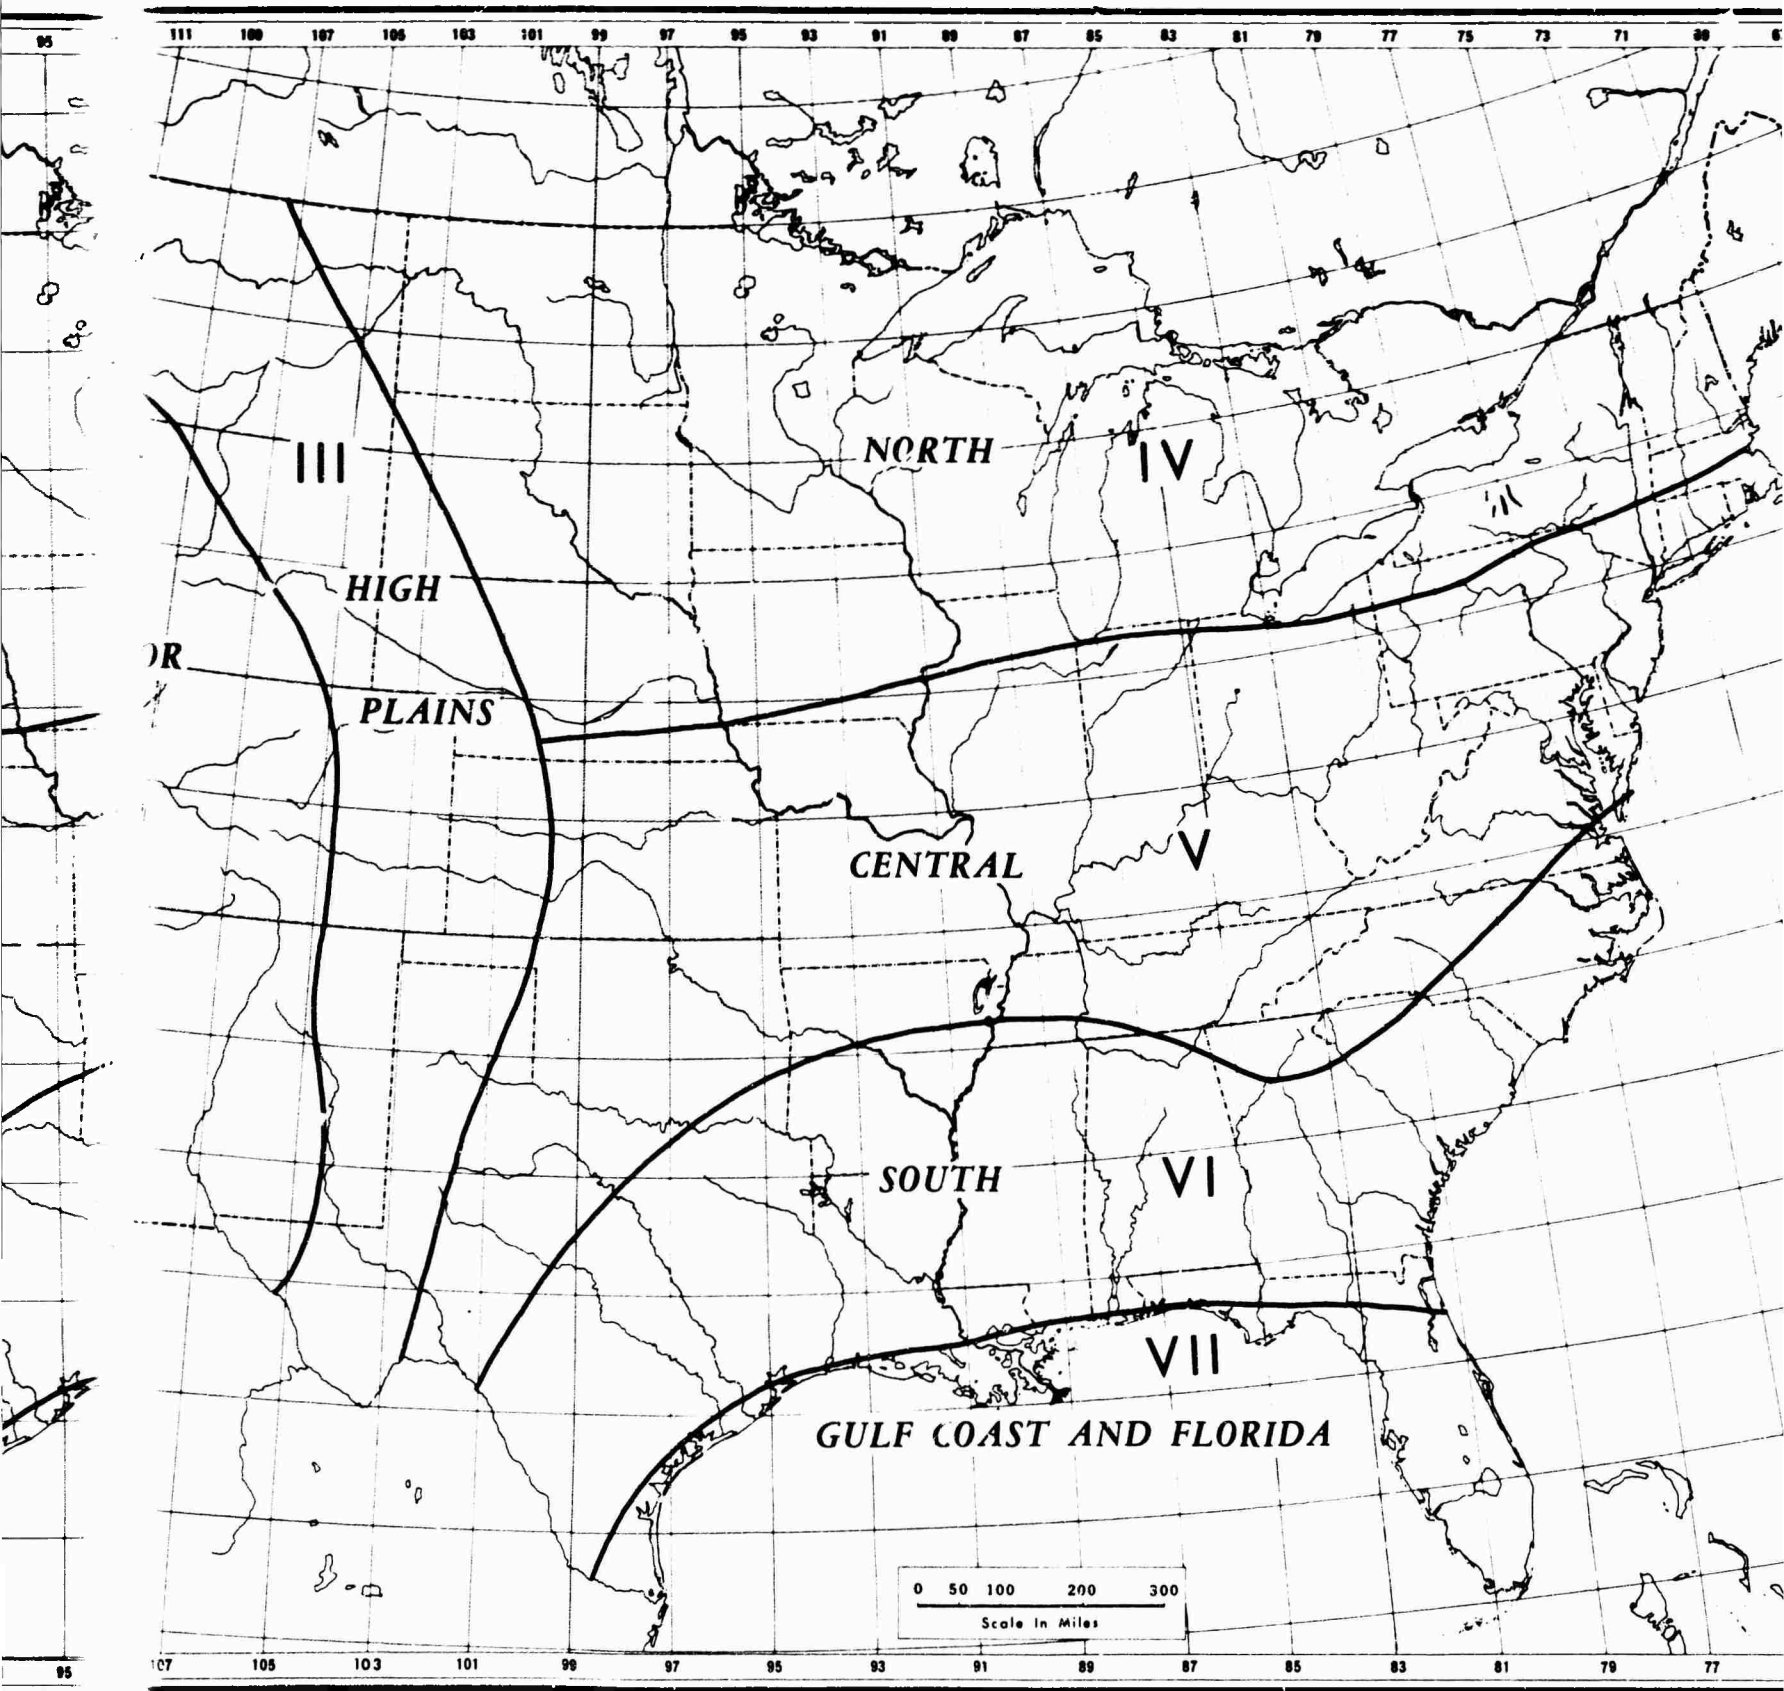 95 111 109 107 105 103 101 99 97 95 93 91 89 87 85 83 81 79 77 75 73 71 69
NORTH
III
IV
HIGH
OR
PLAINS
V
CENTRAL
SOUTH
VI
VII
GULF COAST AND FLORIDA
0 50 100 200 300
Scale In Miles
95 107 105 103 101 99 97 95 93 91 89 87 85 83 81 79 77